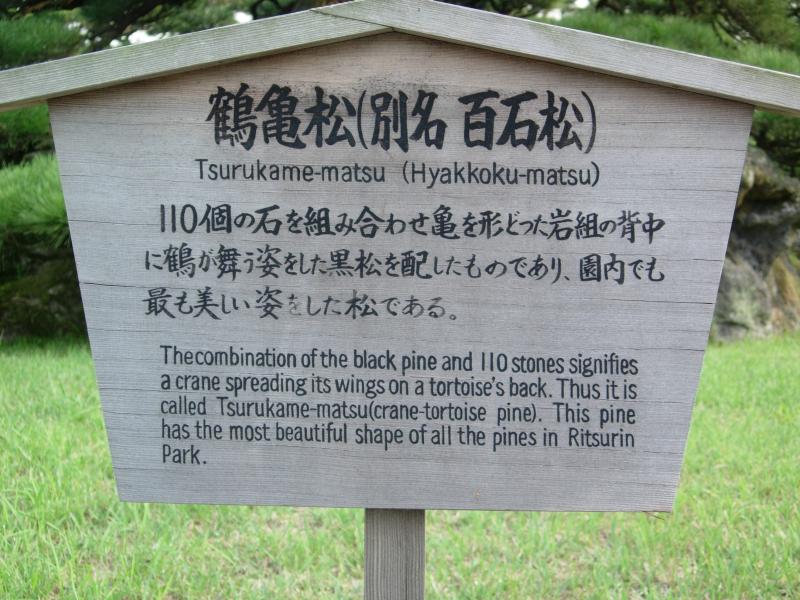 鶴亀松(別名 百石松)
Tsurukame-matsu (Hyakkoku-matsu)
110個の石を組み合わせ亀を形どった岩組の背中
に鶴が舞う姿をした黒松を配したものであり、園内でも
最も美しい姿をした松である。
The combination of the black pine and 110 stones signifies
a crane spreading its wings on a tortoise's back. Thus it is
called Tsurukame-matsu(crane-tortoise pine). This pine
has the most beautiful shape of all the pines in Ritsurin
Park.